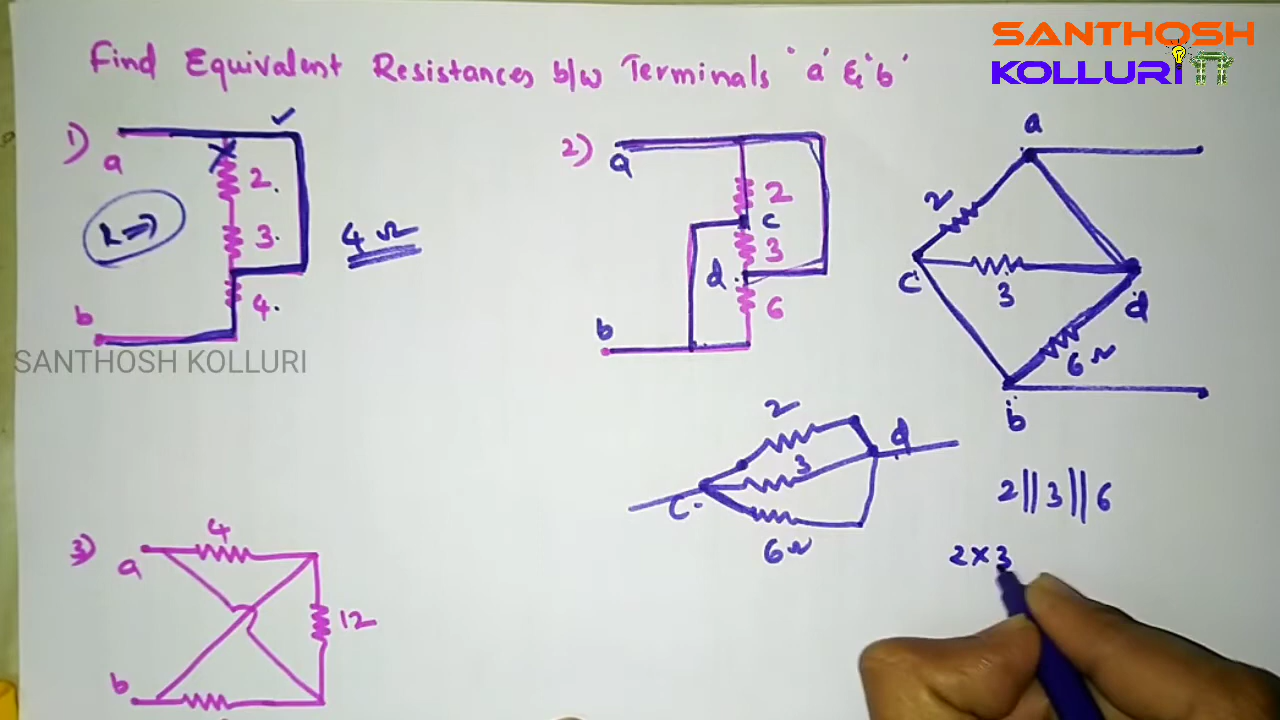 SANTHOSH
KOLLURI
Find Equivalent Resistances b/w Terminals 'a' & 'b'
1)
a
2.
3.
4.
b
4 Ω
2)
a
2
c
3
d
6
b
a
2
c
3
d
6 Ω
b
SANTHOSH KOLLURI
2
3
c
d
6 Ω
2||3||6
2×3
3)
a
4
12
b